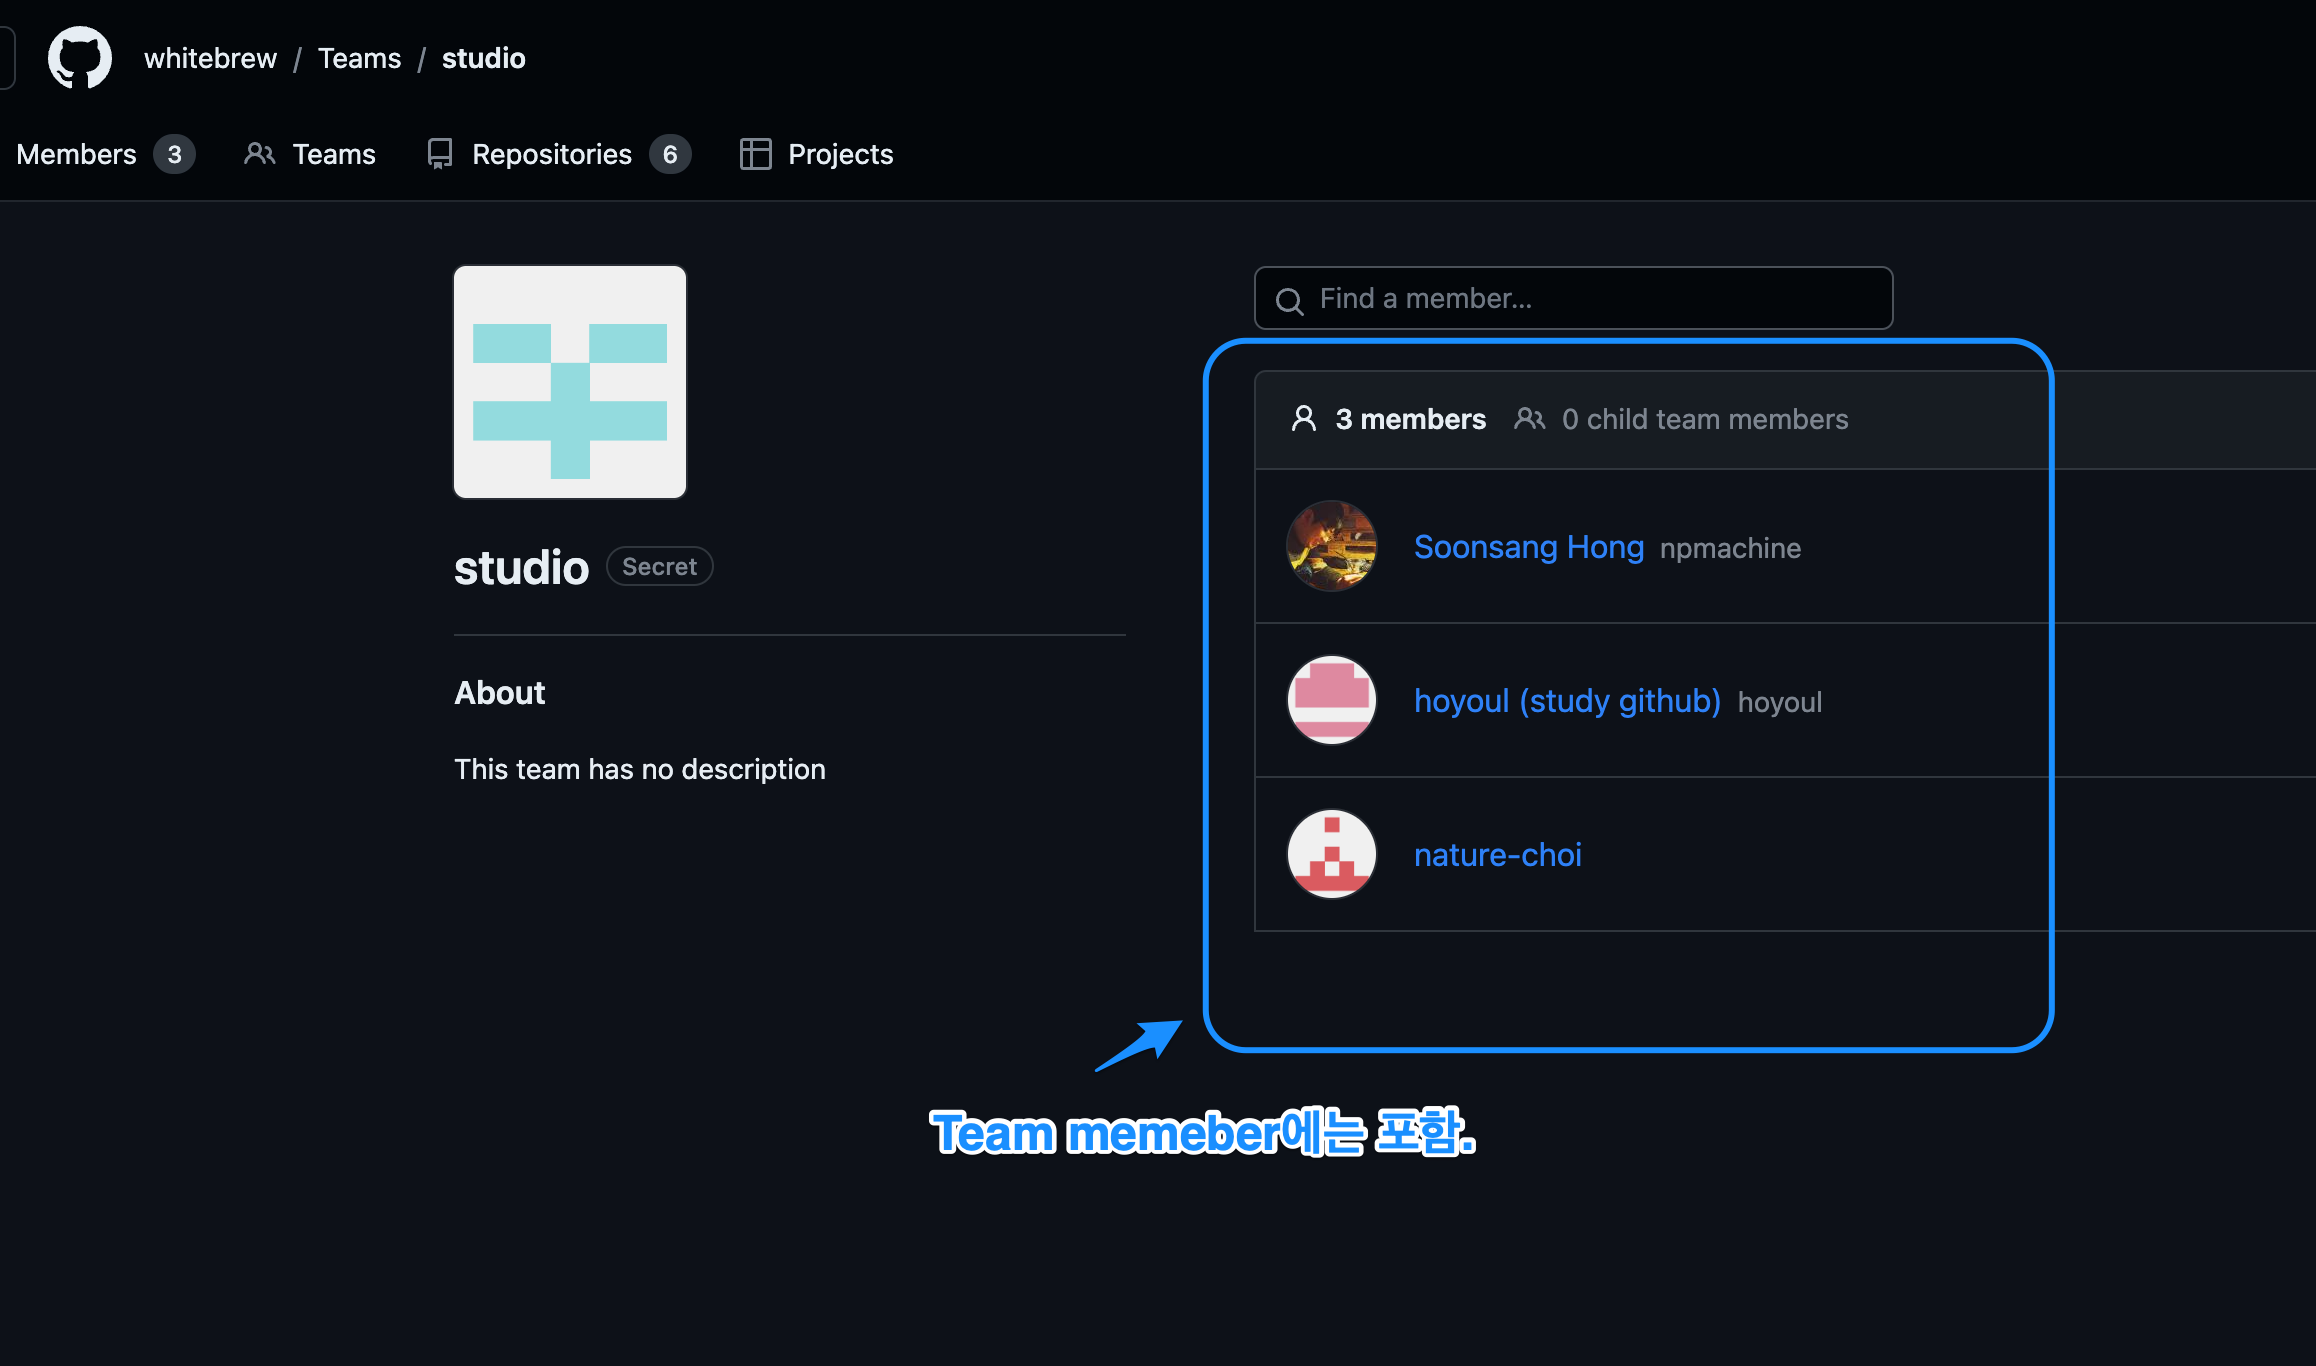 whitebrew / Teams / studio
Members 3 Teams Repositories 6 Projects
Find a member...
3 members 0 child team members
Soonsang Hong npmachine
hoyoul (study github) hoyoul
nature-choi
studio Secret
About
This team has no description
Team memeber에는 포함.